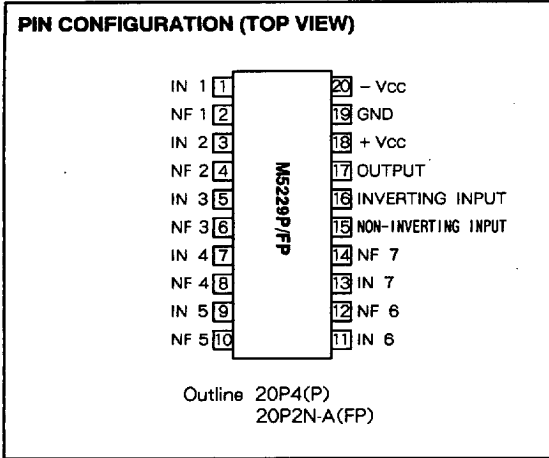 PIN CONFIGURATION (TOP VIEW)
IN 1 1 20 – Vcc
NF 1 2 19 GND
IN 2 3 18 + Vcc
NF 2 4 17 OUTPUT
IN 3 5 16 INVERTING INPUT
NF 3 6 15 NON-INVERTING INPUT
IN 4 7 14 NF 7
NF 4 8 13 IN 7
IN 5 9 12 NF 6
NF 5 10 11 IN 6
M5229P/FP
Outline 20P4(P)
20P2N-A(FP)